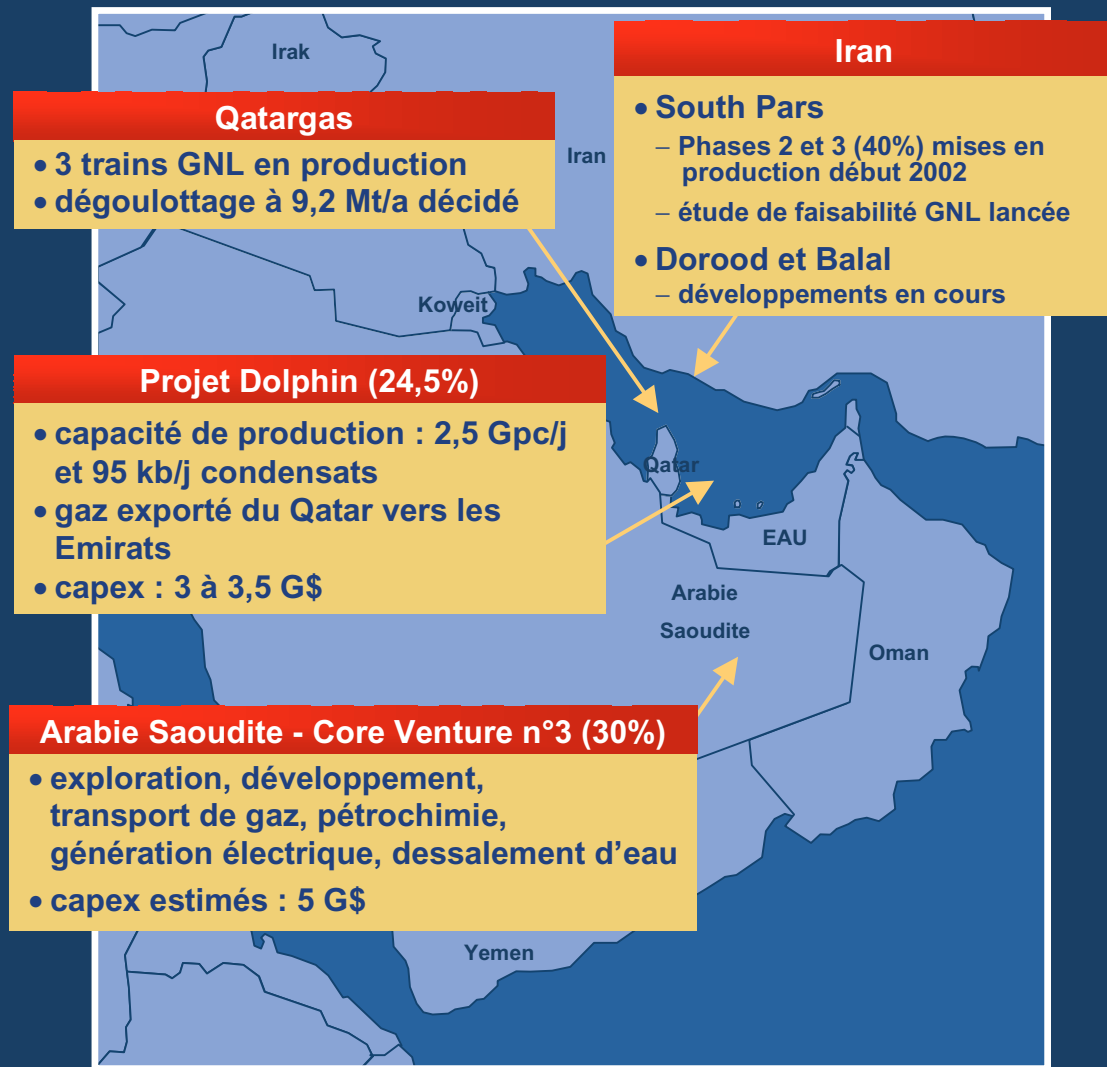 Irak
Iran
Koweit
Qatar
EAU
Arabie
Saoudite
Oman
Yemen
Qatargas
• 3 trains GNL en production
• dégoulottage à 9,2 Mt/a décidé
Iran
• South Pars
– Phases 2 et 3 (40%) mises en
production début 2002
– étude de faisabilité GNL lancée
• Dorood et Balal
– développements en cours
Projet Dolphin (24,5%)
• capacité de production : 2,5 Gpc/j
et 95 kb/j condensats
• gaz exporté du Qatar vers les
Emirats
• capex : 3 à 3,5 G$
Arabie Saoudite - Core Venture n°3 (30%)
• exploration, développement,
transport de gaz, pétrochimie,
génération électrique, dessalement d’eau
• capex estimés : 5 G$